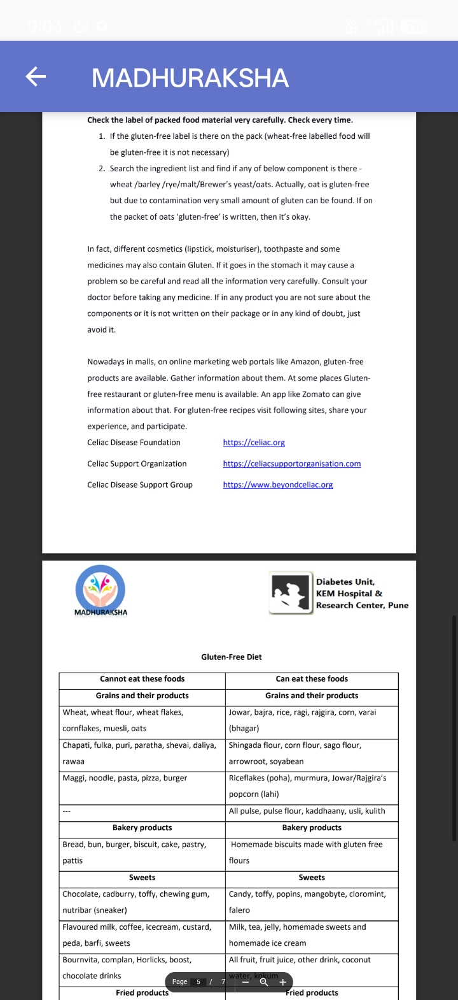 9:03
78
MADHURAKSHA
Check the label of packed food material very carefully. Check every time.
1. If the gluten-free label is there on the pack (wheat-free labelled food will
be gluten-free it is not necessary)
2. Search the ingredient list and find if any of below component is there -
wheat /barley /rye/malt/Brewer's yeast/oats. Actually, oat is gluten-free
but due to contamination very small amount of gluten can be found. If on
the packet of oats 'gluten-free' is written, then it's okay.
In fact, different cosmetics (lipstick, moisturiser), toothpaste and some
medicines may also contain Gluten. If it goes in the stomach it may cause a
problem so be careful and read all the information very carefully. Consult your
doctor before taking any medicine. If in any product you are not sure about the
components or it is not written on their package or in any kind of doubt, just
avoid it.
Nowadays in malls, on online marketing web portals like Amazon, gluten-free
products are available. Gather information about them. At some places Gluten-
free restaurant or gluten-free menu is available. An app like Zomato can give
information about that. For gluten-free recipes visit following sites, share your
experience, and participate.
Celiac Disease Foundation https://celiac.org
Celiac Support Organization https://celiacsupportorganisation.com
Celiac Disease Support Group https://www.beyondceliac.org
MADHURAKSHA
Diabetes Unit,
KEM Hospital &
Research Center, Pune
Gluten-Free Diet
Cannot eat these foods Can eat these foods
Grains and their products Grains and their products
Wheat, wheat flour, wheat flakes,
cornflakes, muesli, oats
Jowar, bajra, rice, ragi, rajgira, corn, varai
(bhagar)
Chapati, fulka, puri, paratha, shevai, daliya,
rawaa
Shingada flour, corn flour, sago flour,
arrowroot, soyabean
Maggi, noodle, pasta, pizza, burger
Riceflakes (poha), murmura, Jowar/Rajgira's
popcorn (lahi)
---
All pulse, pulse flour, kaddhaany, usli, kulith
Bakery products Bakery products
Bread, bun, burger, biscuit, cake, pastry,
pattis
Homemade biscuits made with gluten free
flours
Sweets Sweets
Chocolate, cadburry, toffy, chewing gum,
nutribar (sneaker)
Candy, toffy, popins, mangobyte, cloromint,
falero
Flavoured milk, coffee, icecream, custard,
peda, barfi, sweets
Milk, tea, jelly, homemade sweets and
homemade ice cream
Bournvita, complan, Horlicks, boost,
chocolate drinks
All fruit, fruit juice, other drink, coconut
water, kokum
Page 5 / 7
Fried products Fried products